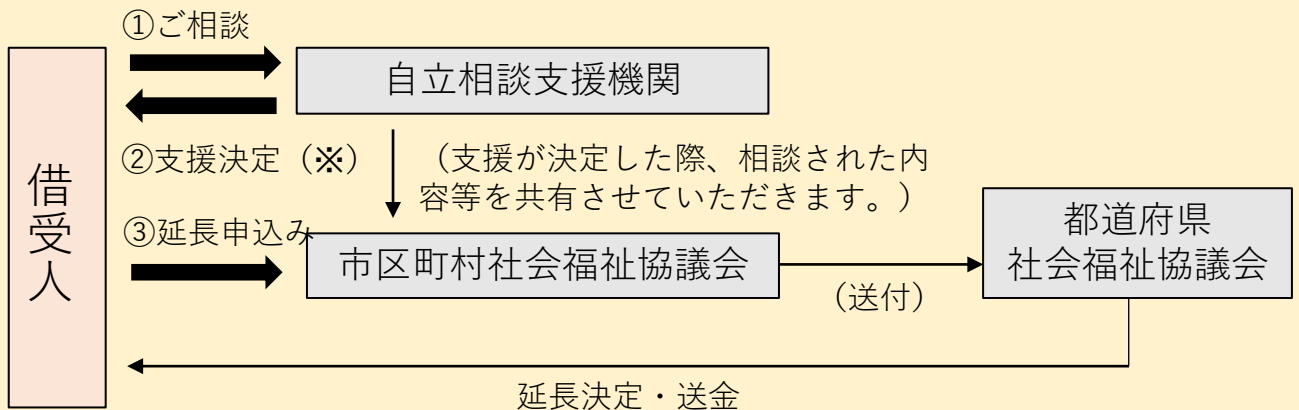 ①ご相談
自立相談支援機関
②支援決定（※）
（支援が決定した際、相談された内
容等を共有させていただきます。）
借受人
③延長申込み
市区町村社会福祉協議会
（送付）
都道府県
社会福祉協議会
延長決定・送金